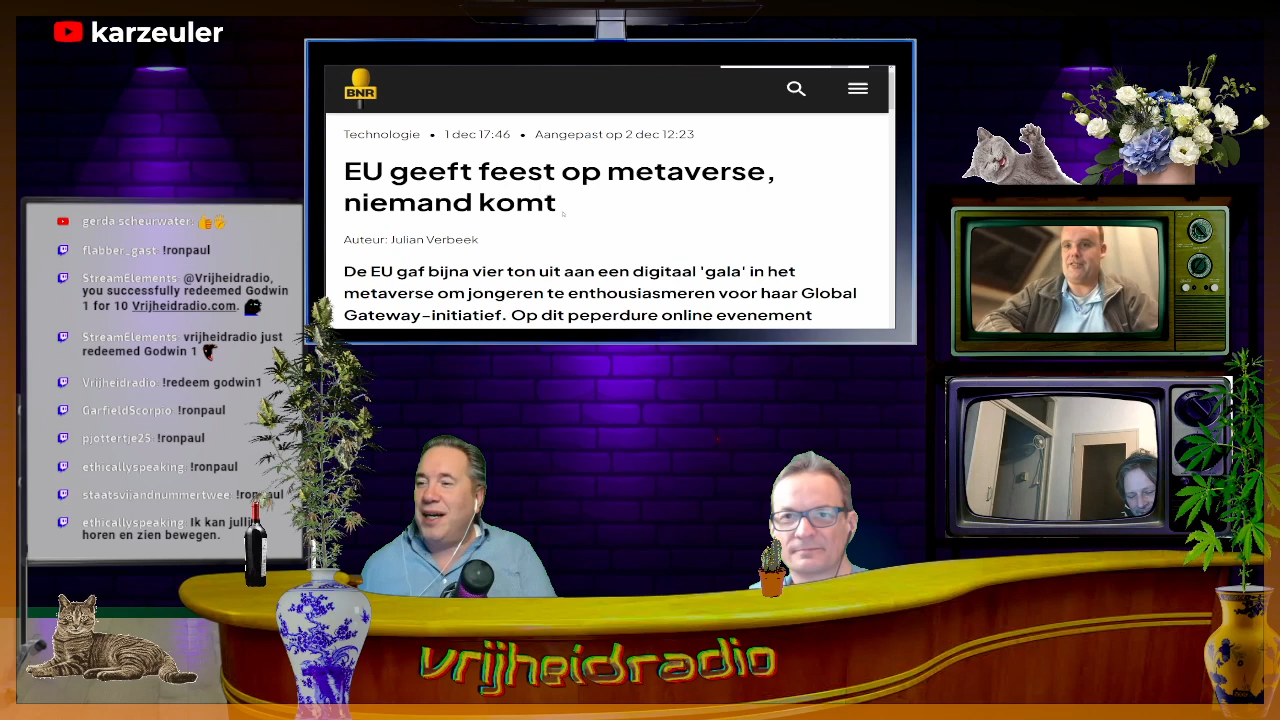 karzeuler
BNR
Technologie • 1 dec 17:46 • Aangepast op 2 dec 12:23
EU geeft feest op metaverse,
niemand komt
Auteur: Julian Verbeek
De EU gaf bijna vier ton uit aan een digitaal 'gala' in het
metaverse om jongeren te enthousiasmeren voor haar Global
Gateway-initiatief. Op dit peperdure online evenement
gerda scheurwater:
flabber_gast: !ronpaul
StreamElements: @Vrijheidradio,
you successfully redeemed Godwin
1 for 10 Vrijheidradio.com.
StreamElements: vrijheidradio just
redeemed Godwin 1
Vrijheidradio: !redeem godwin1
GarfieldScorpio: !ronpaul
pjottertje25: !ronpaul
ethicallyspeaking: !ronpaul
staatsvijandnummertwee: !ronpaul
ethicallyspeaking: Ik kan jullie
horen en zien bewegen.
vrijheidradio